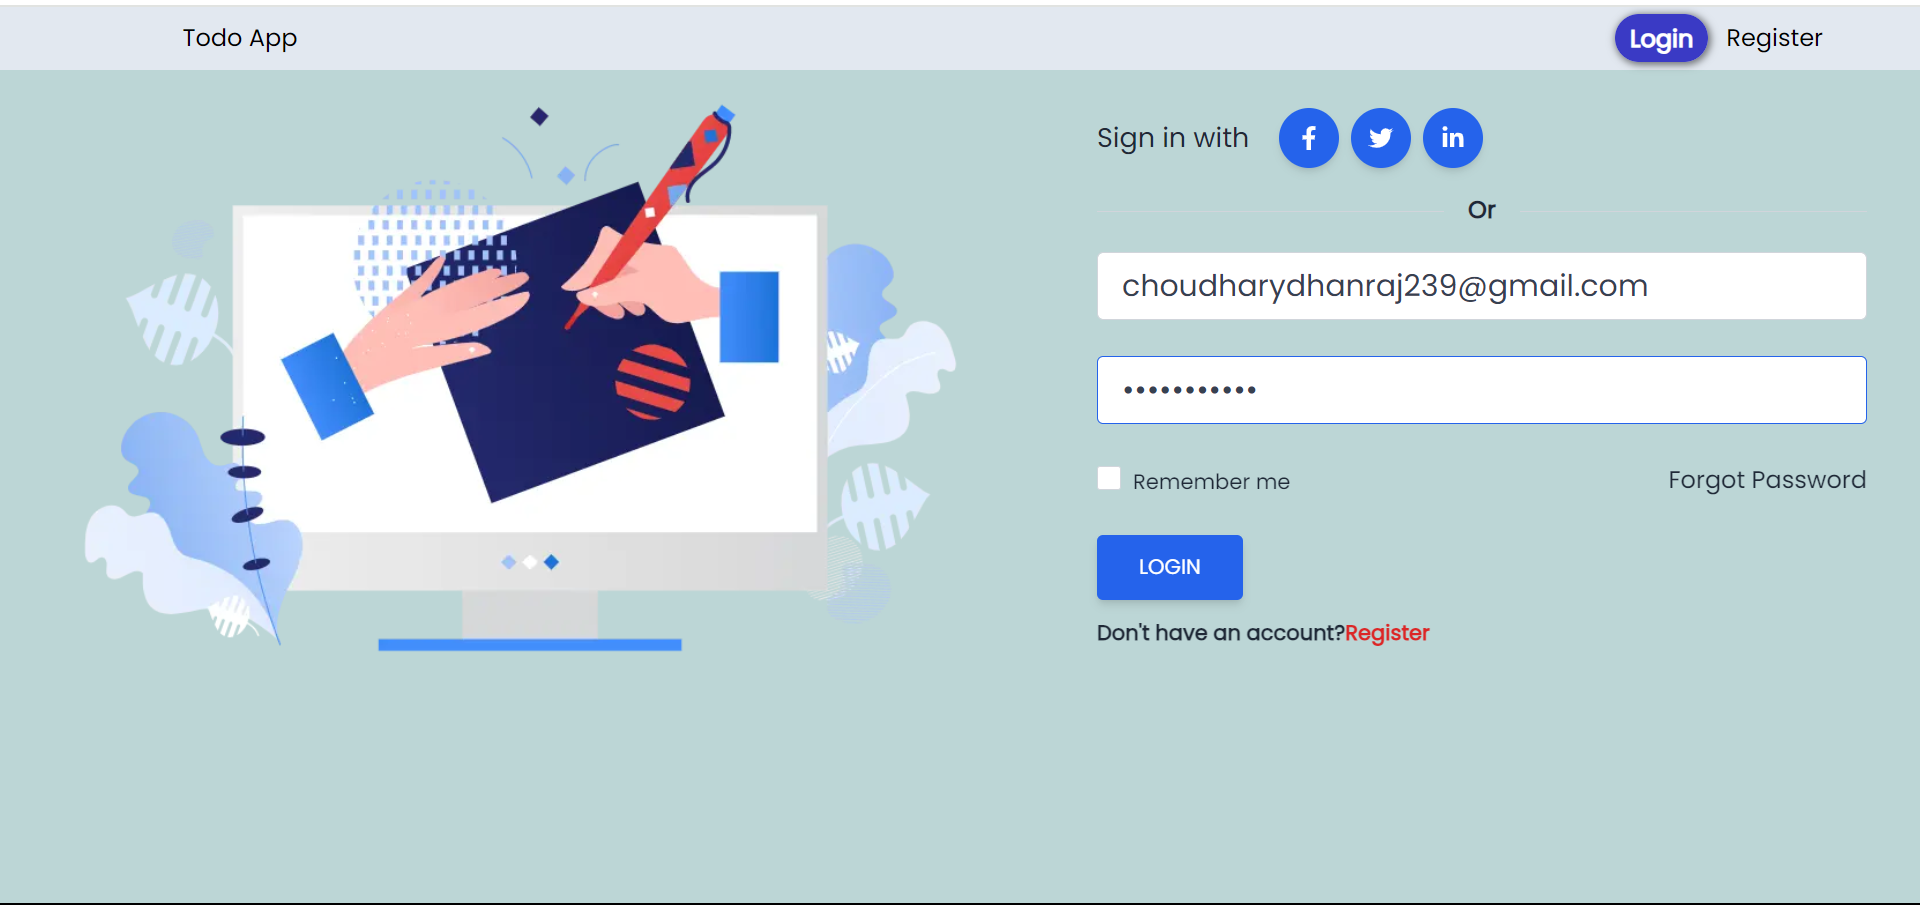 Todo App
Login
Register
Sign in with
Or
choudharydhanraj239@gmail.com
•••••••••••
Remember me
Forgot Password
LOGIN
Don't have an account?Register